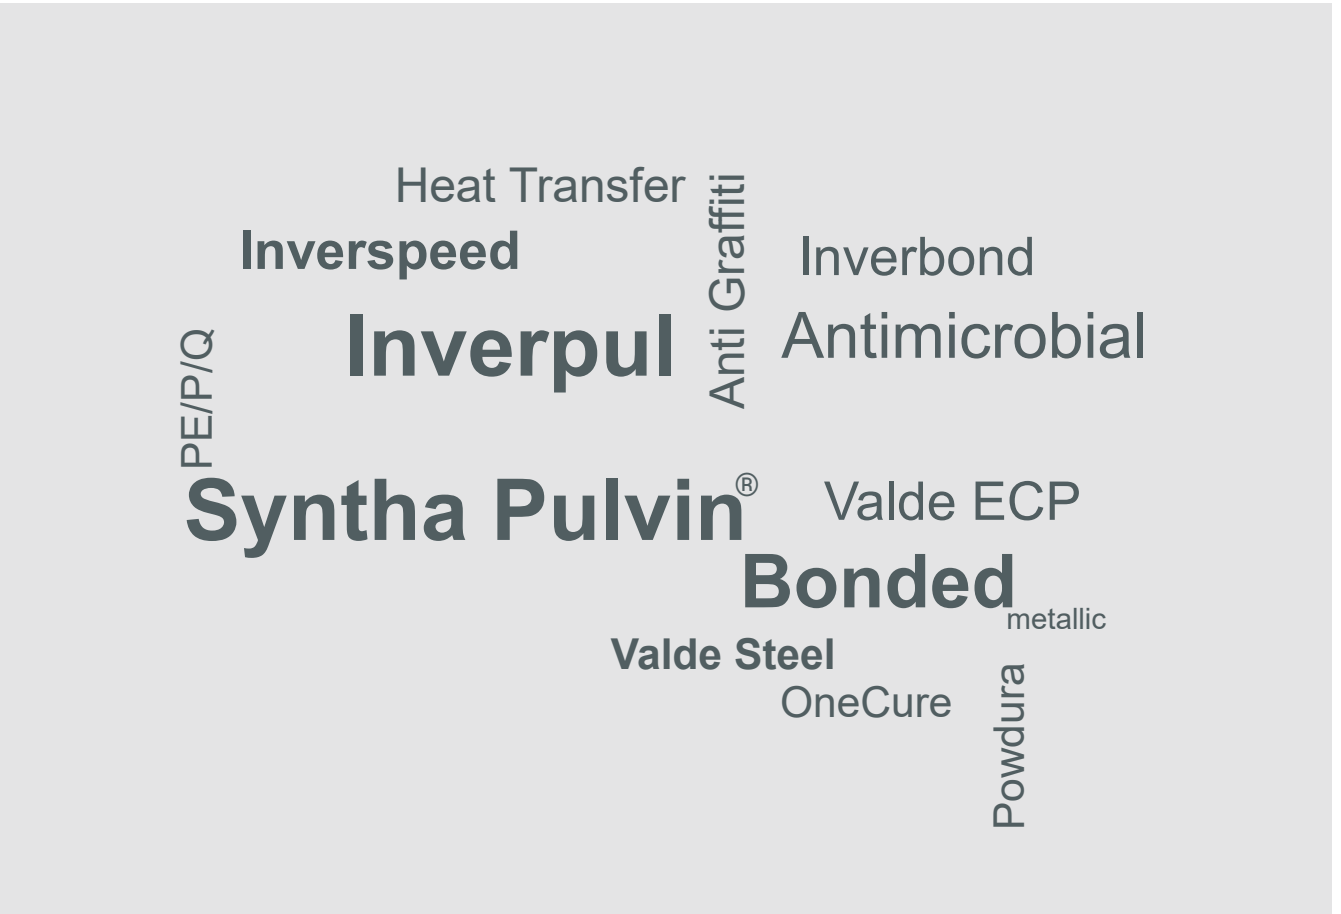 Heat Transfer
Anti Graffiti
Inverspeed
Inverbond
Inverpul
Antimicrobial
PE/P/Q
Syntha Pulvin®
Valde ECP
Bonded
metallic
Valde Steel
OneCure
Powdura